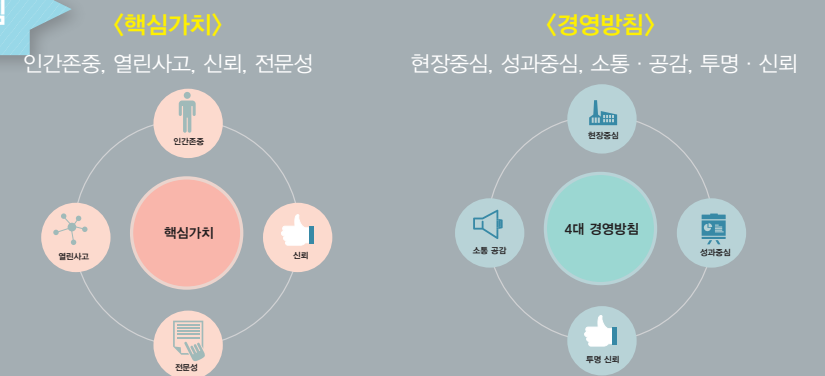 침
〈핵심가치〉
인간존중, 열린사고, 신뢰, 전문성
인간존중
열린사고
핵심가치
신뢰
전문성
〈경영방침〉
현장중심, 성과중심, 소통 · 공감, 투명 · 신뢰
현장중심
소통 공감
4대 경영방침
성과중심
투명 신뢰